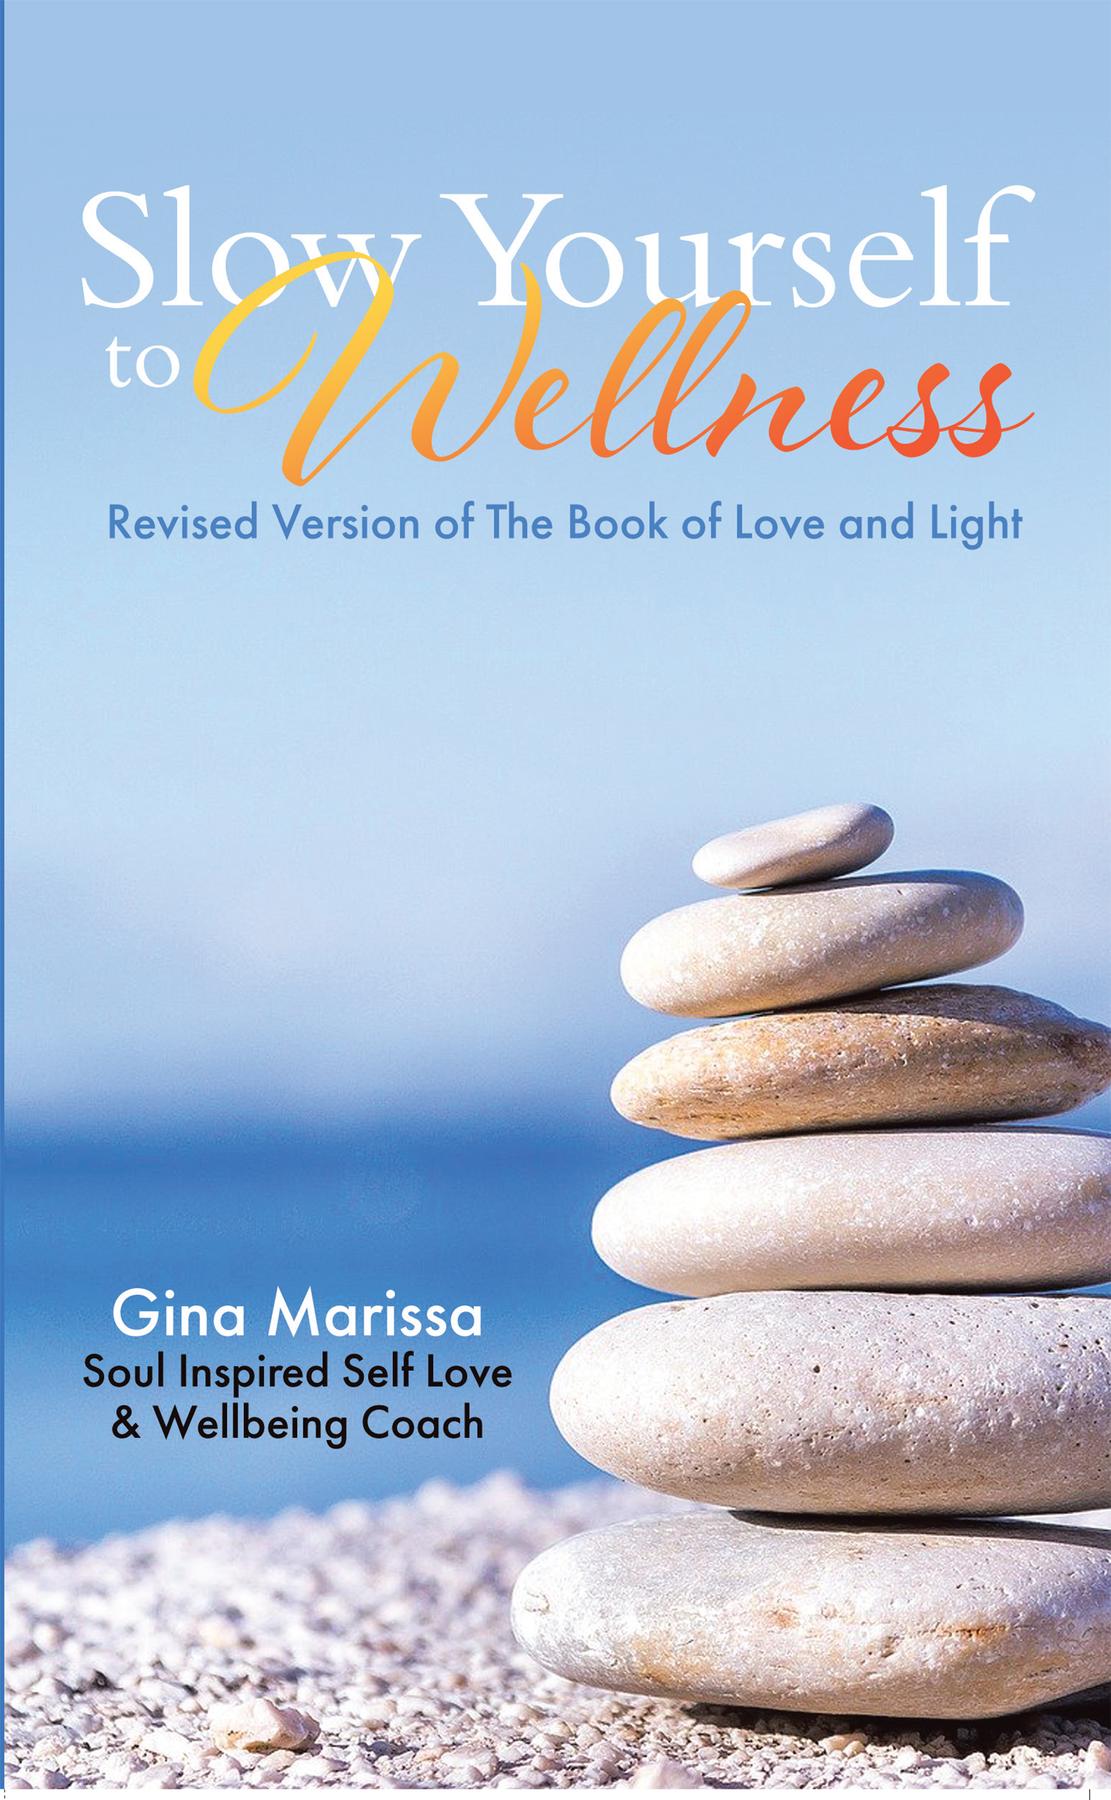 Slow Yourself
to Wellness
Revised Version of The Book of Love and Light
Gina Marissa
Soul Inspired Self Love
& Wellbeing Coach